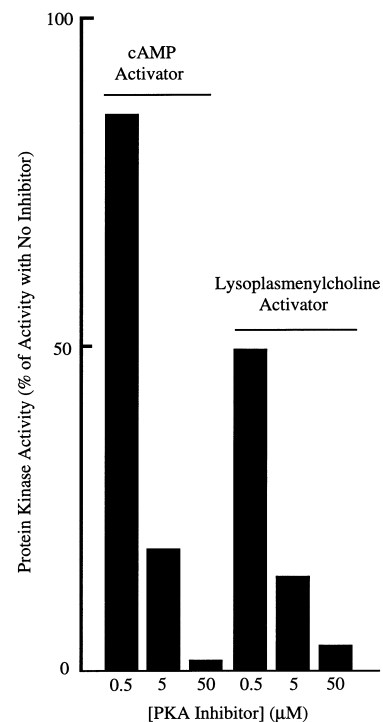 100
cAMP
Activator
Protein Kinase Activity (% of Activity with No Inhibitor)
Lysoplasmenylcholine
Activator
50
0
0.5 5 50 0.5 5 50
[PKA Inhibitor] (μM)